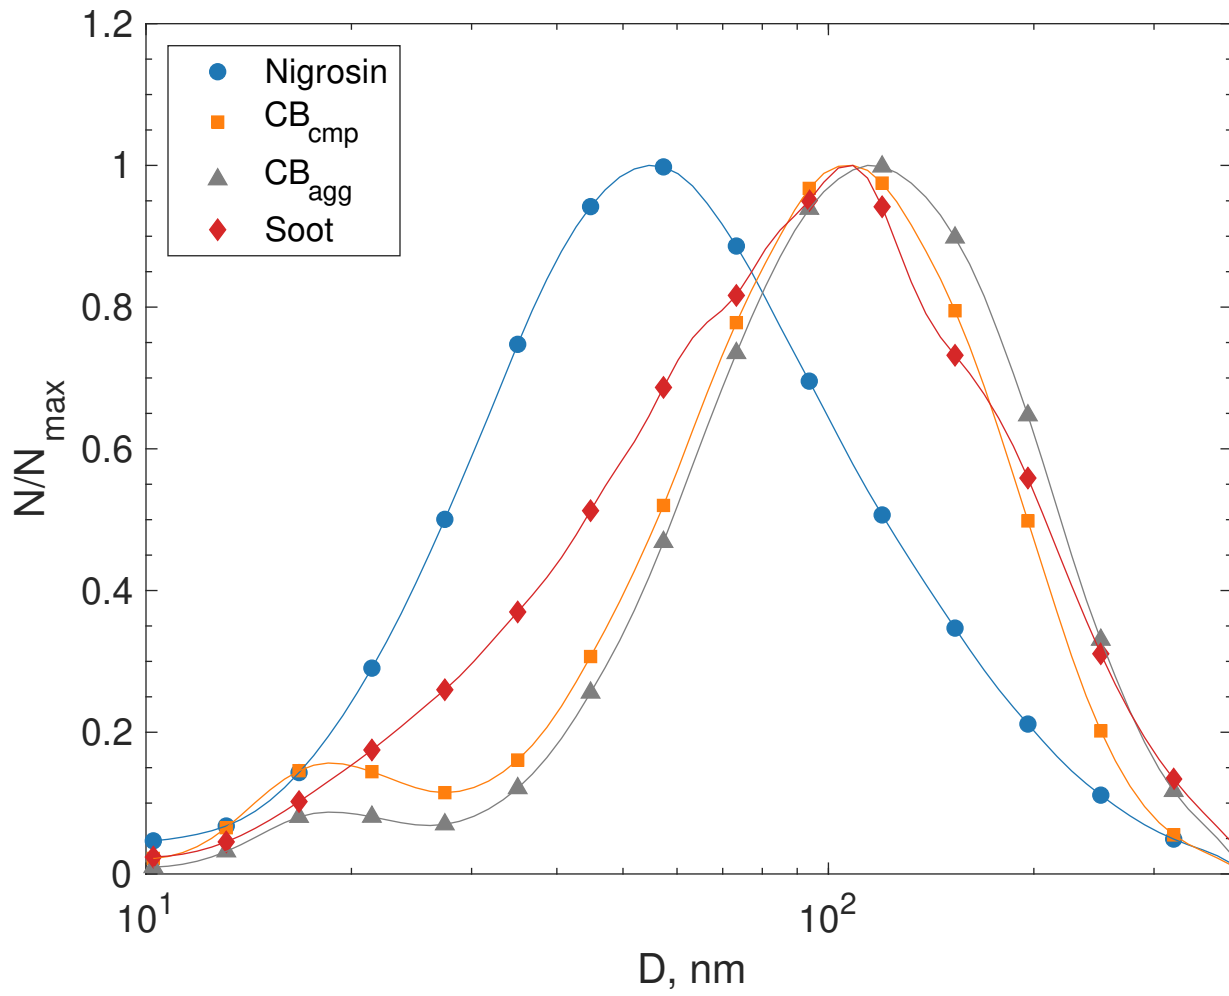 1.2
1
0.8
0.6
0.4
0.2
0
N/N_max
Nigrosin
CB_cmp
CB_agg
Soot
10^1
10^2
D, nm